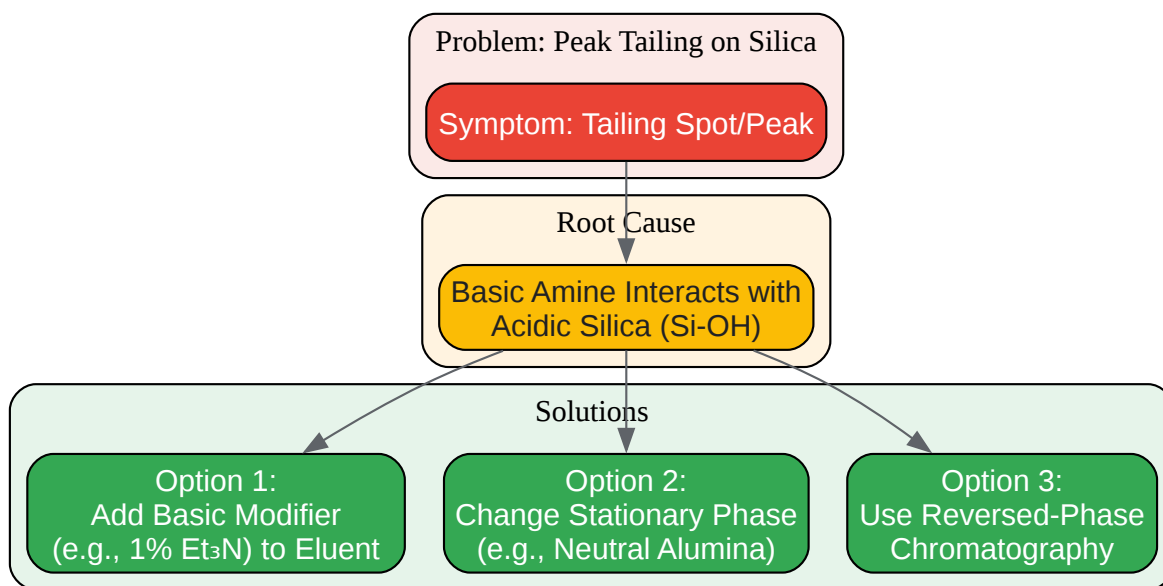 Problem: Peak Tailing on Silica
Symptom: Tailing Spot/Peak
Root Cause
Basic Amine Interacts with
Acidic Silica (Si-OH)
Solutions
Option 1:
Add Basic Modifier
(e.g., 1% Et₃N) to Eluent
Option 2:
Change Stationary Phase
(e.g., Neutral Alumina)
Option 3:
Use Reversed-Phase
Chromatography